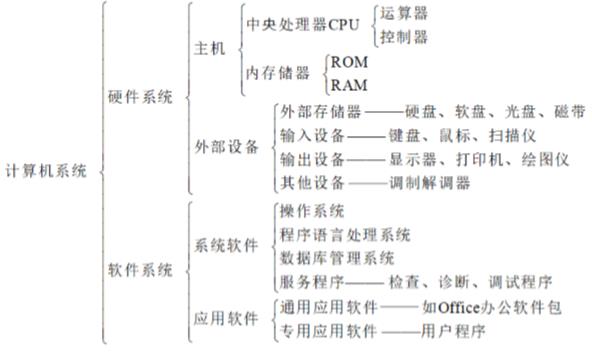 中央处理器CPU
运算器
控制器
主机
内存储器
ROM
RAM
硬件系统
外部存储器——硬盘、软盘、光盘、磁带
输入设备——键盘、鼠标、扫描仪
外部设备
输出设备——显示器、打印机、绘图仪
其他设备——调制解调器
计算机系统
操作系统
程序语言处理系统
系统软件
数据库管理系统
服务程序——检查、诊断、调试程序
软件系统
通用应用软件——如Office办公软件包
应用软件
专用应用软件——用户程序